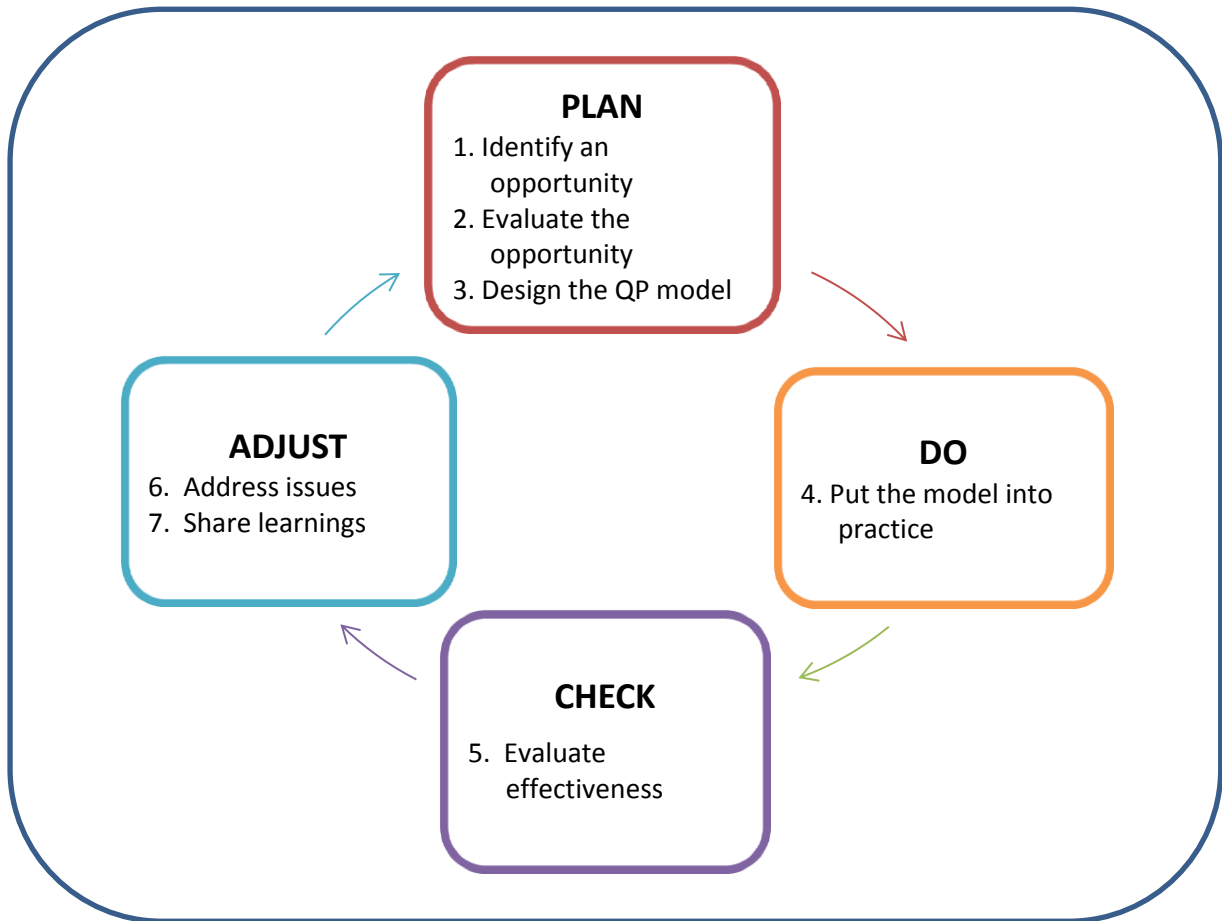 PLAN
1. Identify an
opportunity
2. Evaluate the
opportunity
3. Design the QP model
DO
4. Put the model into
practice
CHECK
5. Evaluate
effectiveness
ADJUST
6. Address issues
7. Share learnings